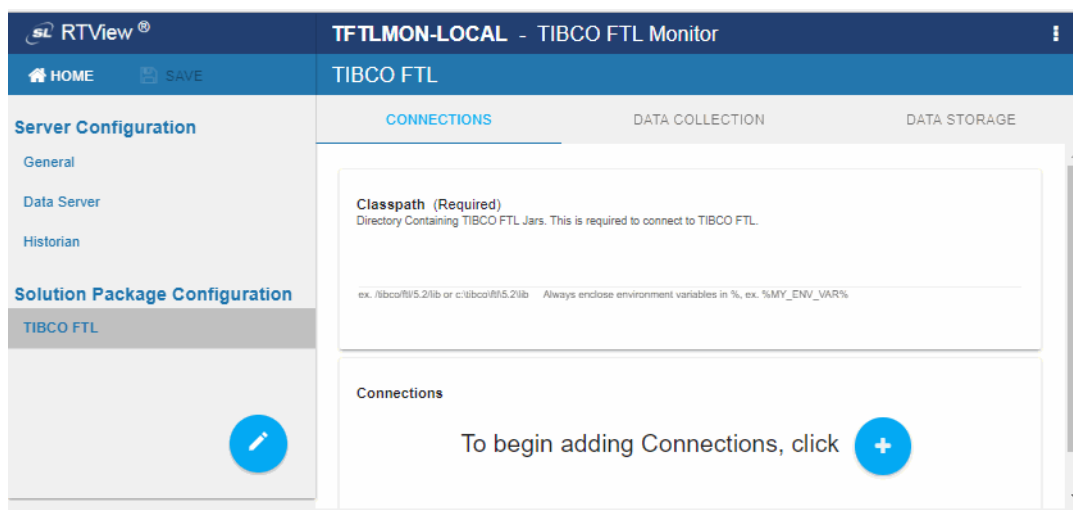 SL RTView ®
TFTLMON-LOCAL - TIBCO FTL Monitor
HOME
SAVE
TIBCO FTL
Server Configuration
General
Data Server
Historian
Solution Package Configuration
TIBCO FTL
CONNECTIONS
DATA COLLECTION
DATA STORAGE
Classpath (Required)
Directory Containing TIBCO FTL Jars. This is required to connect to TIBCO FTL.
ex. /tibco/ftl/5.2/lib or c:\tibco\ftl\5.2\lib Always enclose environment variables in %, ex. %MY_ENV_VAR%
Connections
To begin adding Connections, click